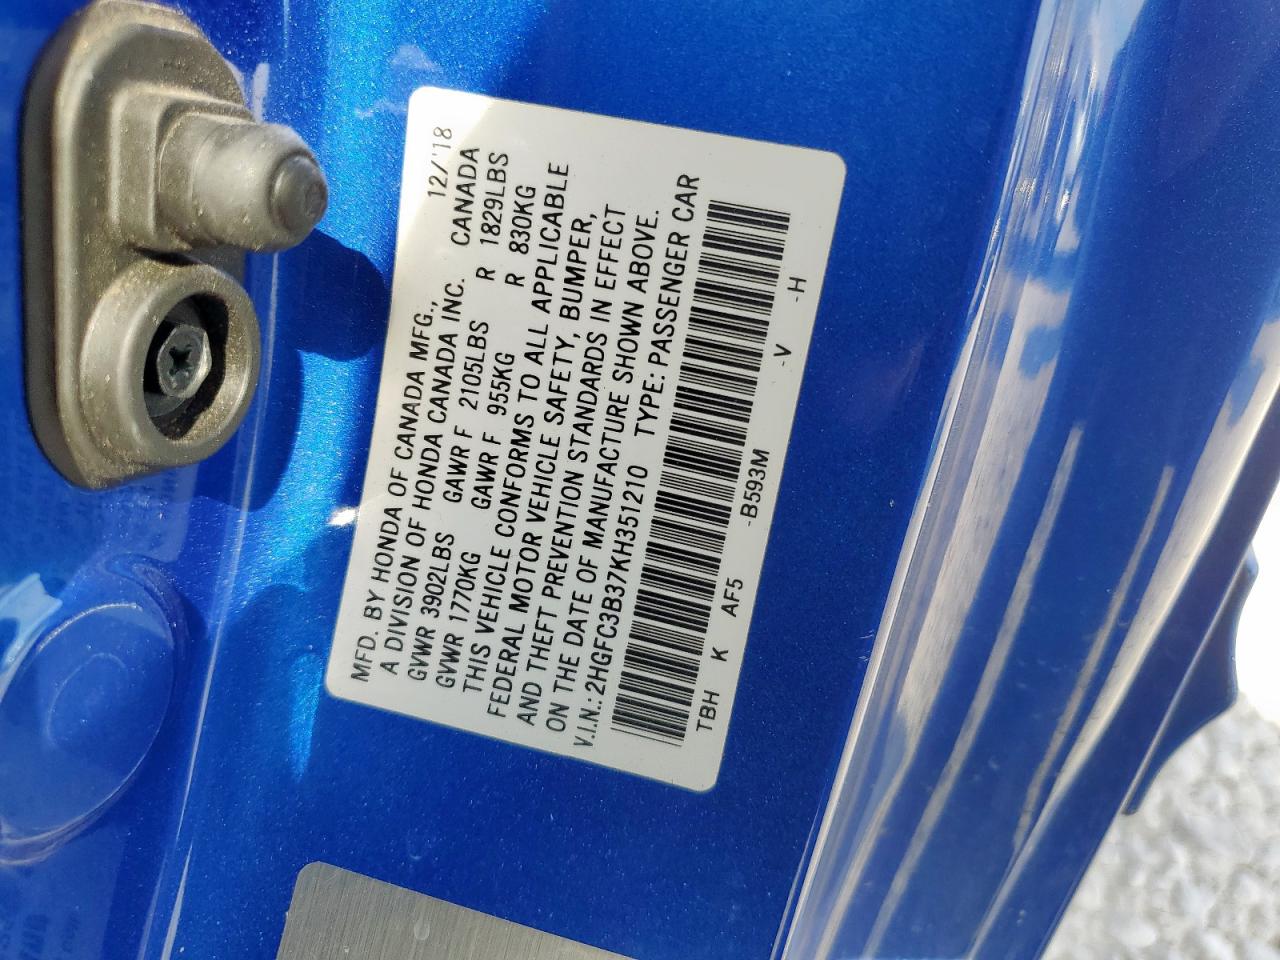 12/'18
MFD. BY HONDA OF CANADA MFG.,
A DIVISION OF HONDA CANADA INC. CANADA
GVWR 3902LBS GAWR F 2105LBS R 1829LBS
GVWR 1770KG GAWR F 955KG R 830KG
THIS VEHICLE CONFORMS TO ALL APPLICABLE
FEDERAL MOTOR VEHICLE SAFETY, BUMPER,
AND THEFT PREVENTION STANDARDS IN EFFECT
ON THE DATE OF MANUFACTURE SHOWN ABOVE.
V.I.N.: 2HGFC3B37KH351210 TYPE: PASSENGER CAR
TBH K AF5 -B593M -V -H